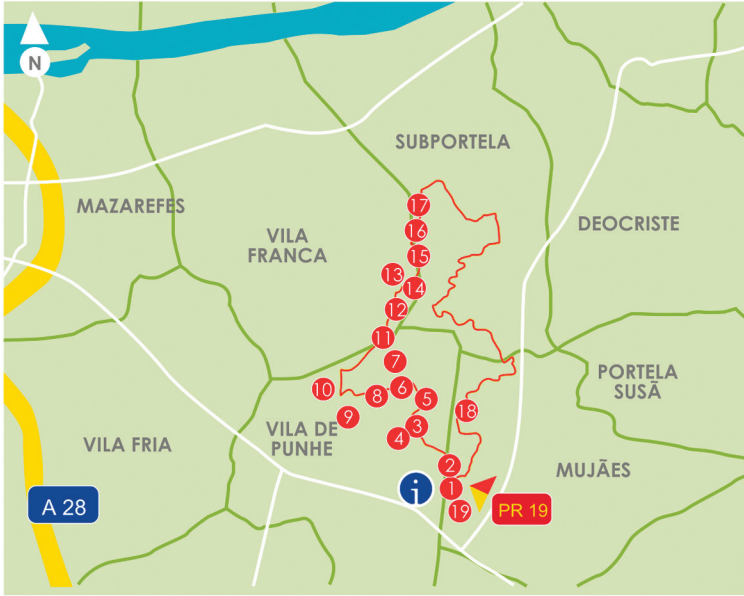 N
SUBPORTELA
MAZAREFES
17
DEOCRISTE
16
VILA
FRANCA
15
13
14
12
11
7
PORTELA
SUSÃ
10
6
8
5
18
9
3
VILA DE
PUNHE
4
VILA FRIA
2
MUJÃES
i
1
A 28
19
PR 19